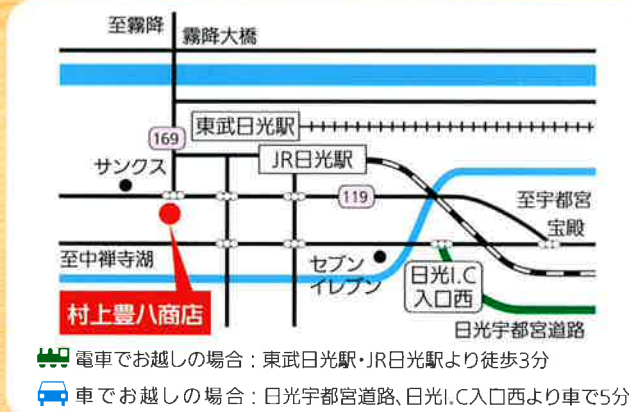 至霧降
霧降大橋
東武日光駅
169
JR日光駅
サンクス
119
至宇都宮
宝殿
至中禅寺湖
セブン
イレブン
日光I.C
入口西
村上豊八商店
日光宇都宮道路
電車でお越しの場合：東武日光駅・JR日光駅より徒歩3分
車でお越しの場合：日光宇都宮道路、日光I.C入口西より車で5分